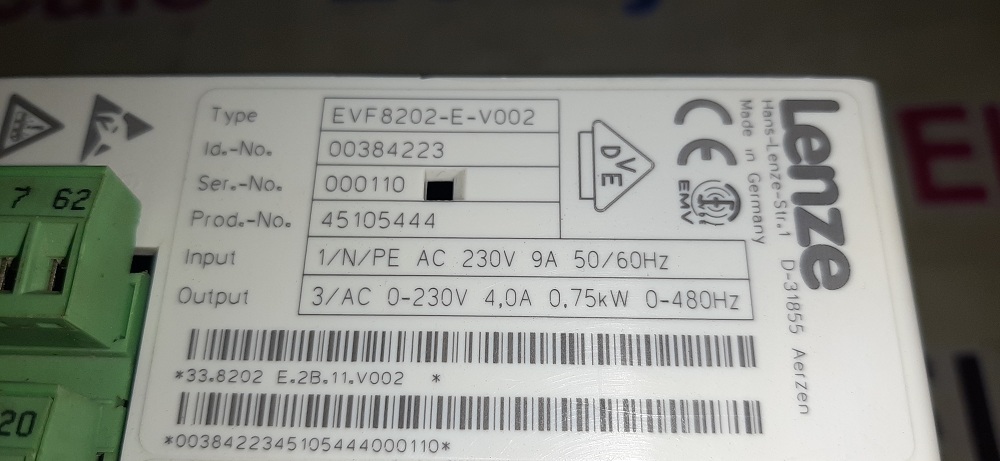 Type EVF8202-E-V002
Id.-No. 00384223
Ser.-No. 000110
Prod.-No. 45105444
Input 1/N/PE AC 230V 9A 50/60Hz
Output 3/AC 0-230V 4,0A 0,75kW 0-480Hz
*33.8202 E.2B.11.V002 *
*0038422345105444000110*
VDE
CE
EMV
Made in Germany
Hans-Lenze-Str.1 D-31855 Aerzen
Lenze
7 62
20